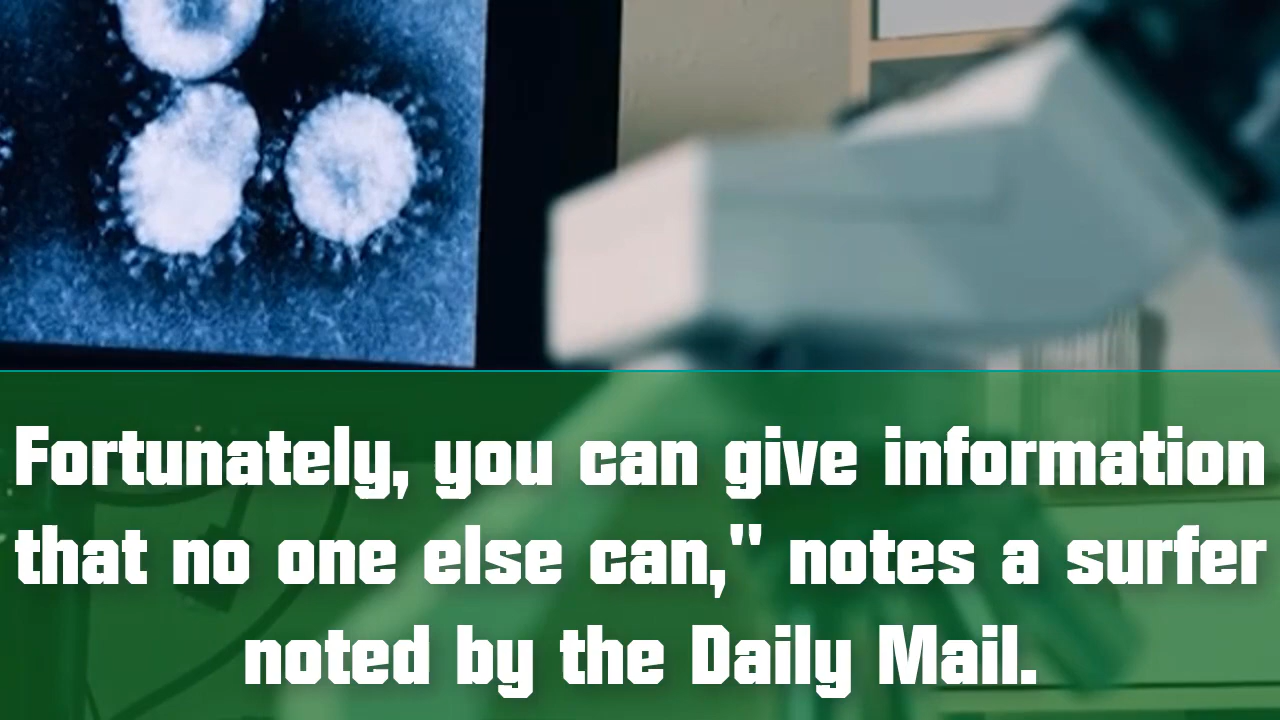 Fortunately, you can give information
that no one else can," notes a surfer
noted by the Daily Mail.